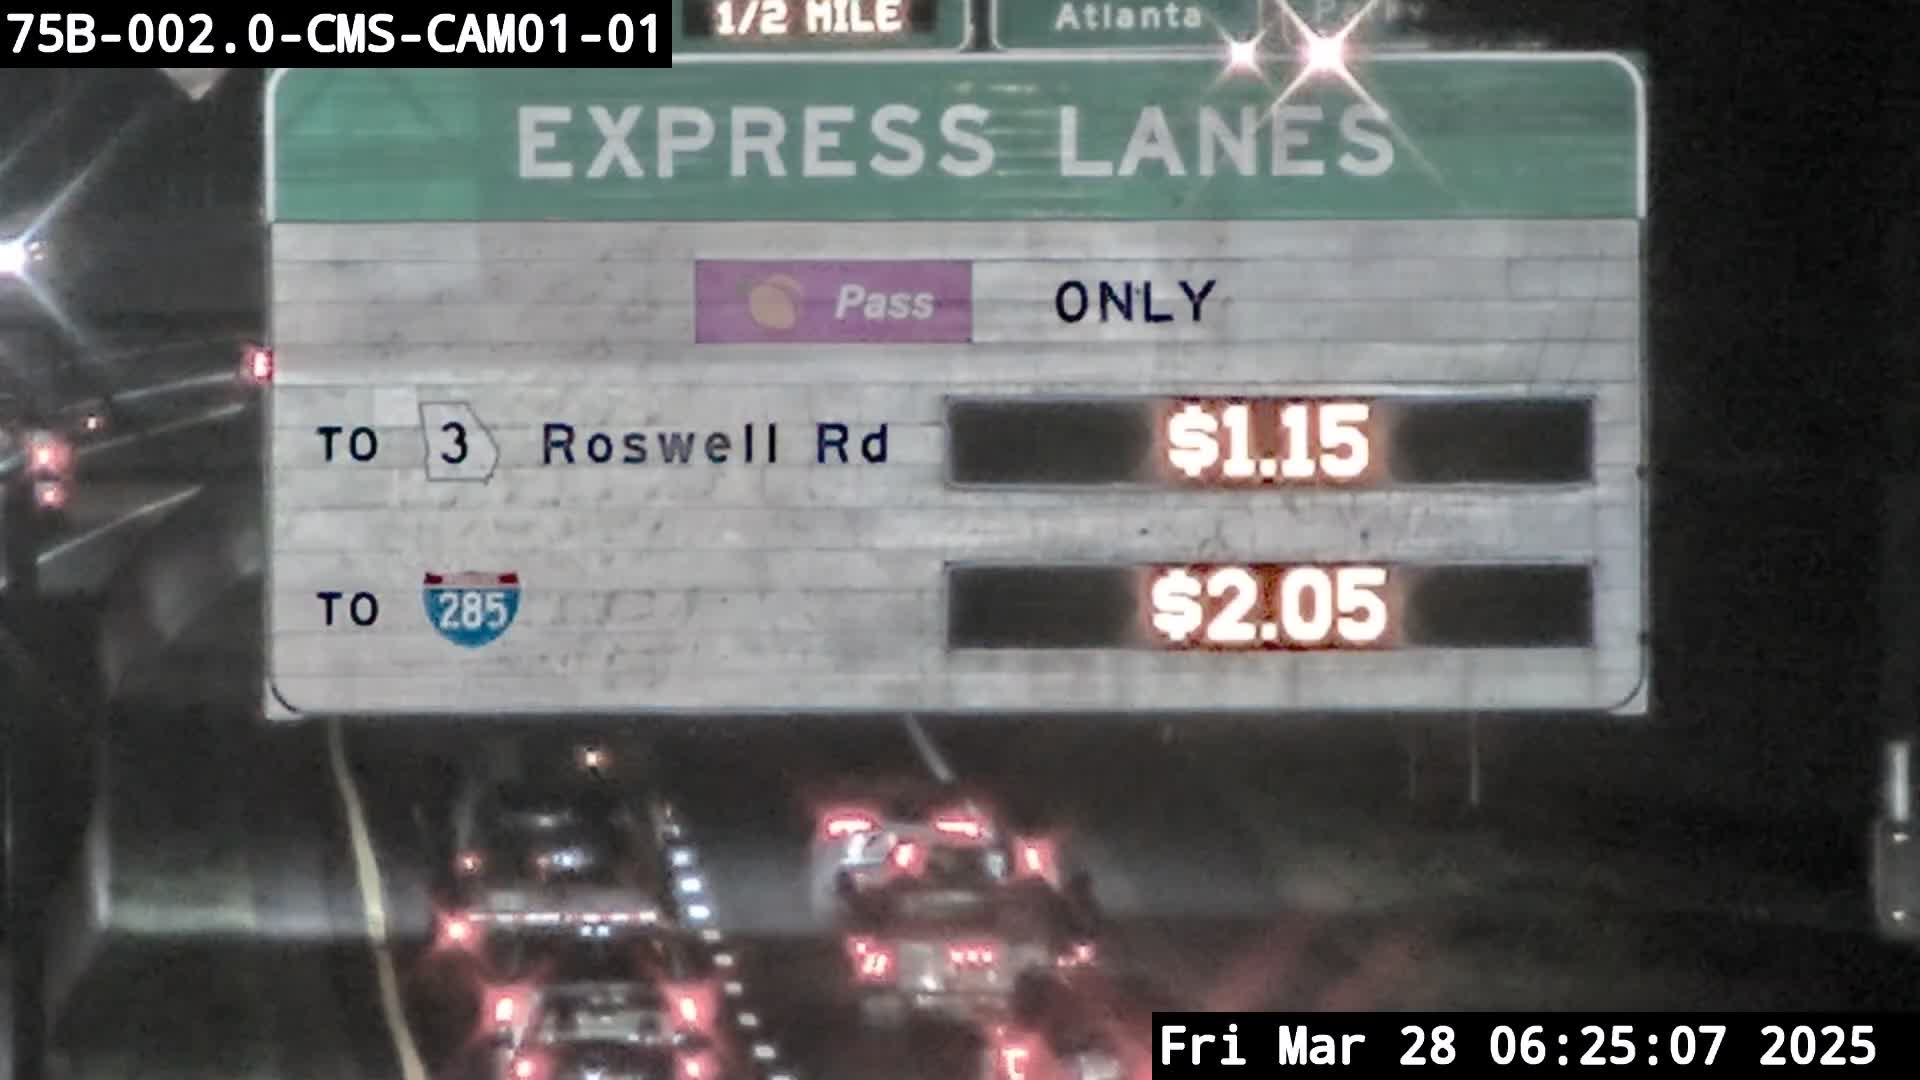 75B-002.0-CMS-CAM01-01
1/2 MILE
Atlanta
EXPRESS LANES
Pass ONLY
TO 3 Roswell Rd $1.15
TO 285 $2.05
Fri Mar 28 06:25:07 2025